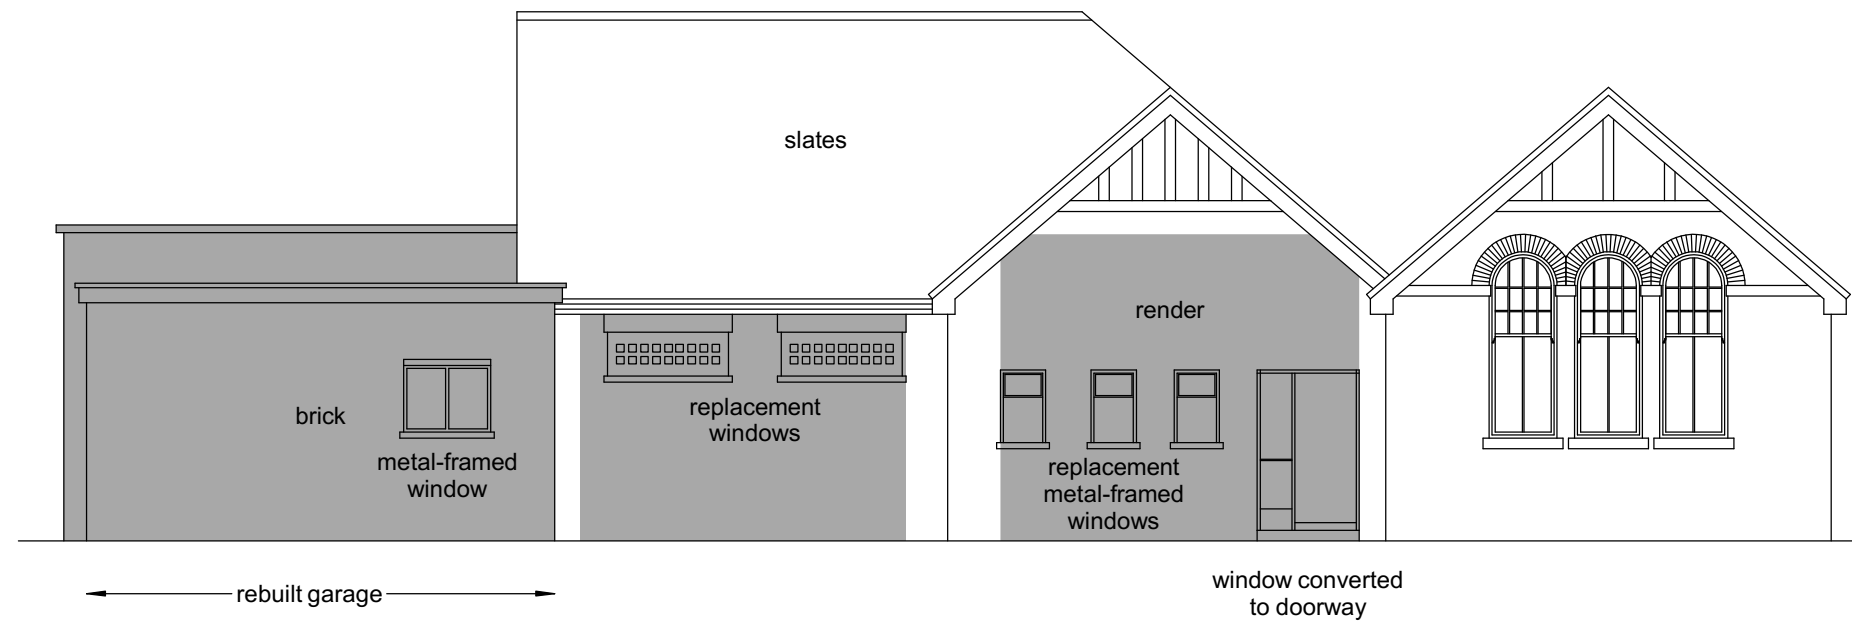 slates
render
brick
replacement
windows
metal-framed
window
replacement
metal-framed
windows
rebuilt garage
window converted
to doorway